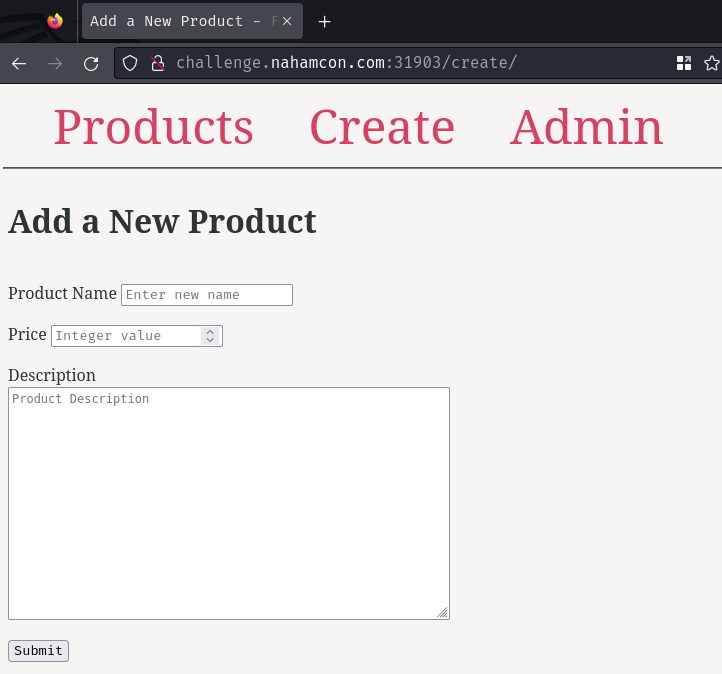 Add a New Product - F
challenge.nahamcon.com:31903/create/
Products Create Admin
Add a New Product
Product Name Enter new name
Price Integer value
Description
Product Description
Submit